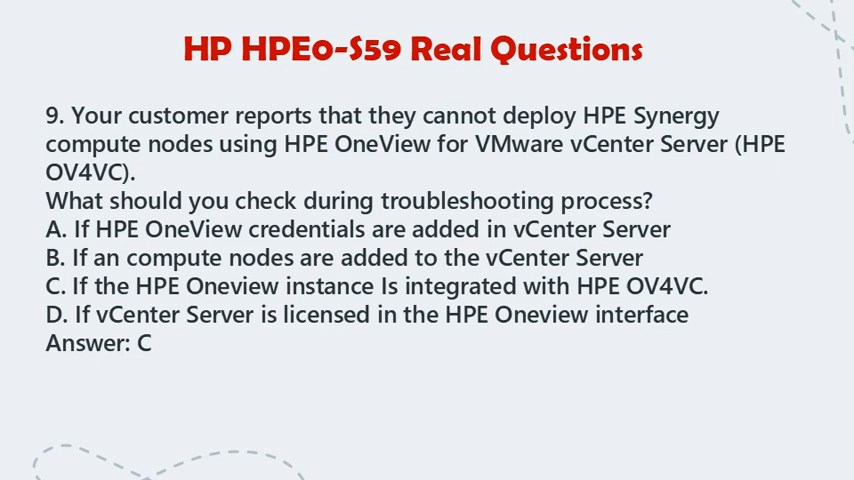 HP HPE0-S59 Real Questions
9. Your customer reports that they cannot deploy HPE Synergy
compute nodes using HPE OneView for VMware vCenter Server (HPE
OV4VC).
What should you check during troubleshooting process?
A. If HPE OneView credentials are added in vCenter Server
B. If an compute nodes are added to the vCenter Server
C. If the HPE Oneview instance Is integrated with HPE OV4VC.
D. If vCenter Server is licensed in the HPE Oneview interface
Answer: C